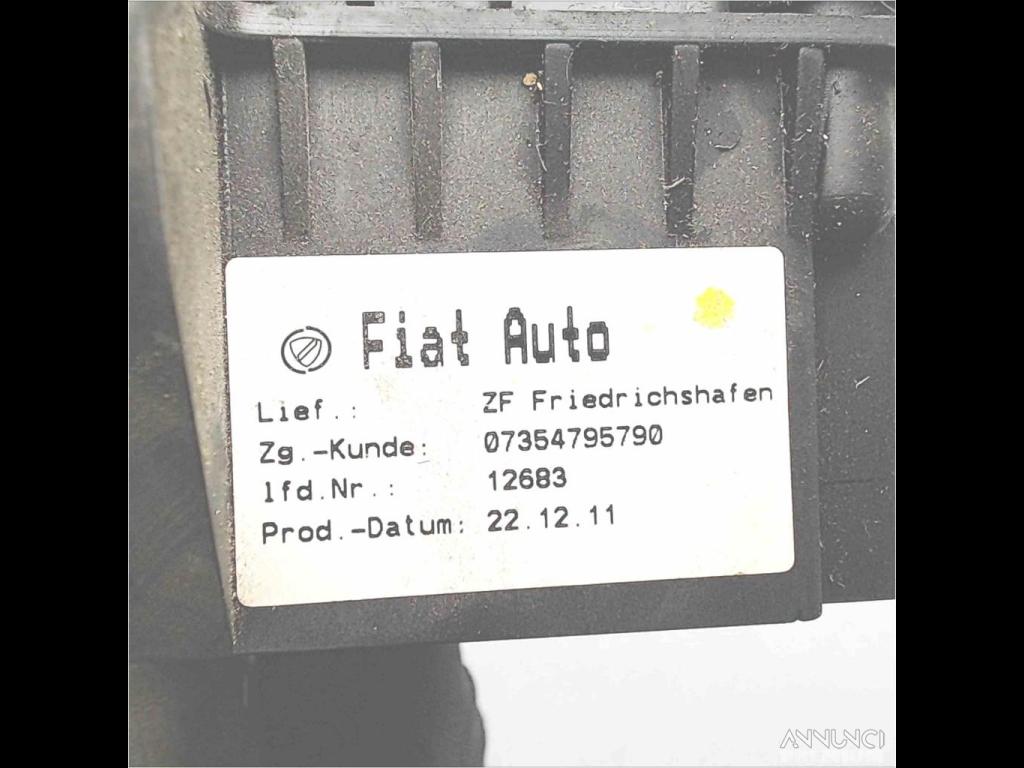 Fiat Auto
Lief.: ZF Friedrichshafen
Zg.-Kunde: 07354795790
lfd.Nr.: 12683
Prod.-Datum: 22.12.11
ANNUNCI